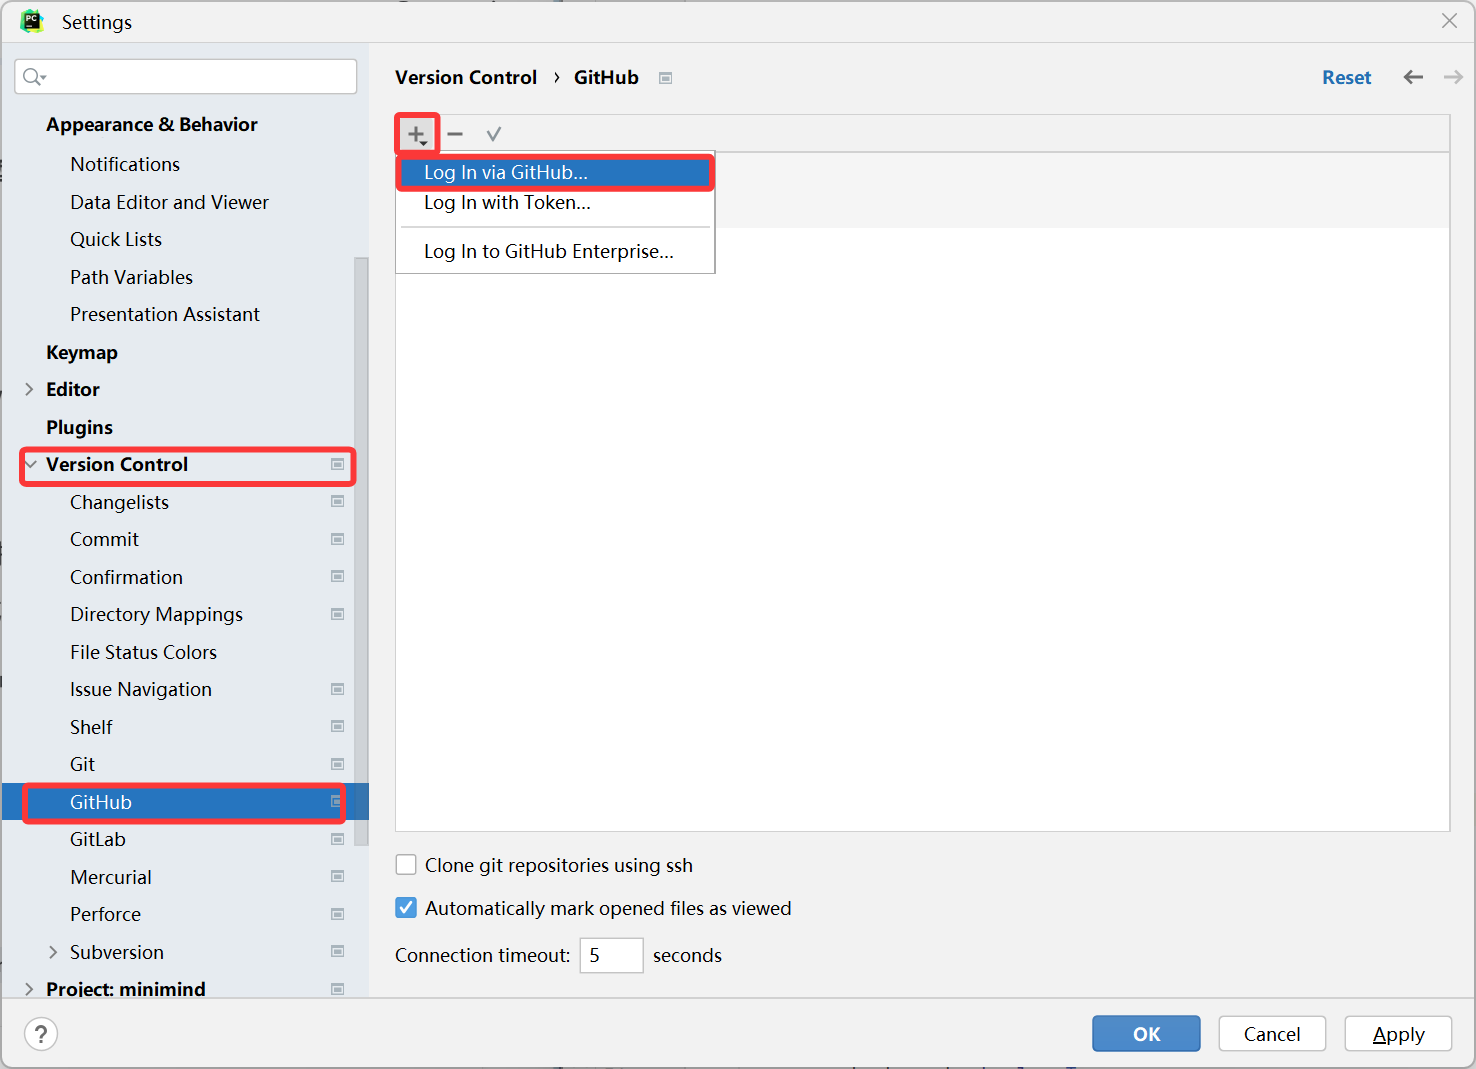 PC
Settings
Appearance & Behavior
Notifications
Data Editor and Viewer
Quick Lists
Path Variables
Presentation Assistant
Keymap
Editor
Plugins
Version Control
Changelists
Commit
Confirmation
Directory Mappings
File Status Colors
Issue Navigation
Shelf
Git
GitHub
GitLab
Mercurial
Perforce
Subversion
Project: minimind
Version Control › GitHub
Reset
Log In via GitHub...
Log In with Token...
Log In to GitHub Enterprise...
Clone git repositories using ssh
Automatically mark opened files as viewed
Connection timeout: 5 seconds
?
OK
Cancel
Apply